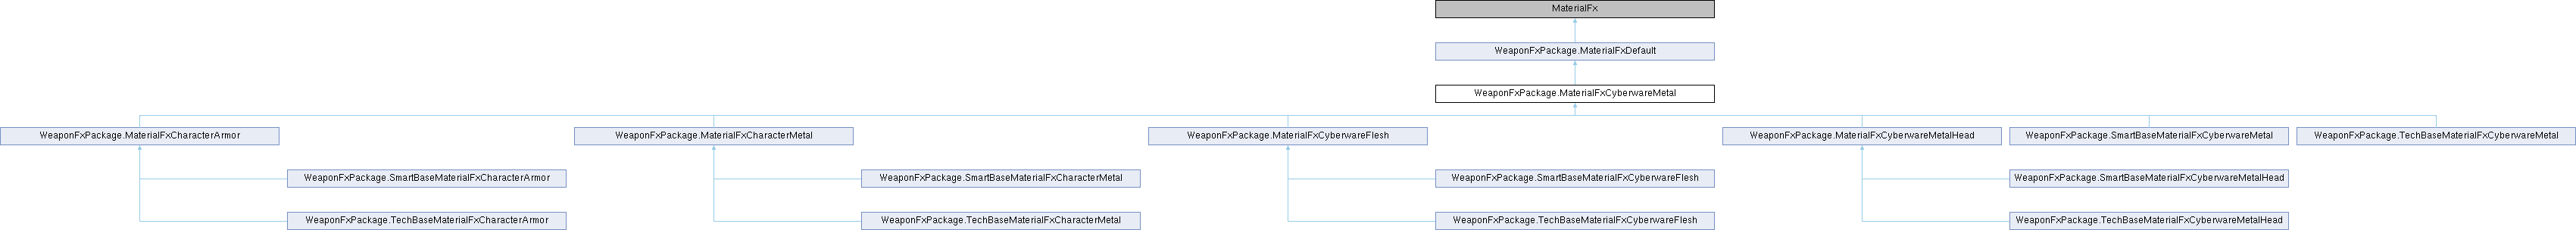 MaterialFx
WeaponFxPackage.MaterialFxDefault
WeaponFxPackage.MaterialFxCyberwareMetal
WeaponFxPackage.MaterialFxCharacterArmor
WeaponFxPackage.MaterialFxCharacterMetal
WeaponFxPackage.MaterialFxCyberwareFlesh
WeaponFxPackage.MaterialFxCyberwareMetalHead
WeaponFxPackage.SmartBaseMaterialFxCyberwareMetal
WeaponFxPackage.TechBaseMaterialFxCyberwareMetal
WeaponFxPackage.SmartBaseMaterialFxCharacterArmor
WeaponFxPackage.SmartBaseMaterialFxCharacterMetal
WeaponFxPackage.SmartBaseMaterialFxCyberwareFlesh
WeaponFxPackage.SmartBaseMaterialFxCyberwareMetalHead
WeaponFxPackage.TechBaseMaterialFxCharacterArmor
WeaponFxPackage.TechBaseMaterialFxCharacterMetal
WeaponFxPackage.TechBaseMaterialFxCyberwareFlesh
WeaponFxPackage.TechBaseMaterialFxCyberwareMetalHead